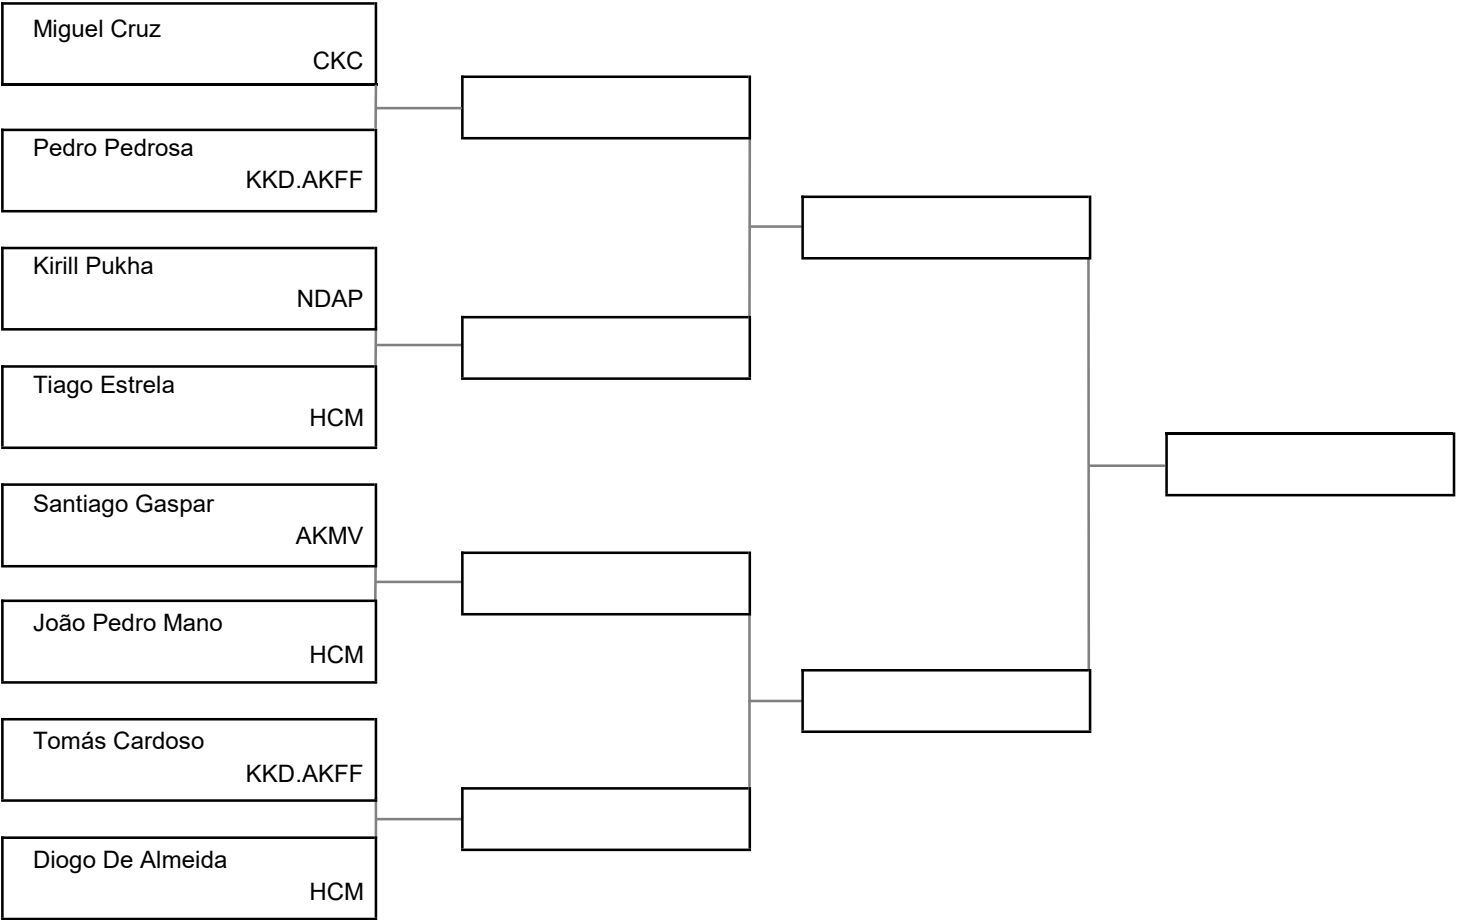 Miguel Cruz
CKC
Pedro Pedrosa
KKD.AKFF
Kirill Pukha
NDAP
Tiago Estrela
HCM
Santiago Gaspar
AKMV
João Pedro Mano
HCM
Tomás Cardoso
KKD.AKFF
Diogo De Almeida
HCM